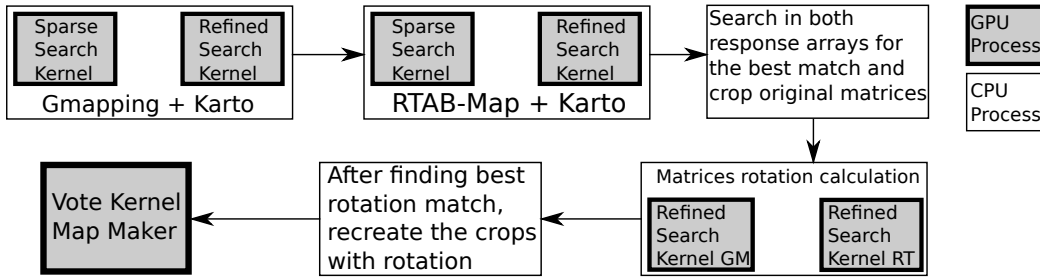 Sparse
Search
Kernel
Refined
Search
Kernel
Gmapping + Karto
Sparse
Search
Kernel
Refined
Search
Kernel
RTAB-Map + Karto
Search in both
response arrays for
the best match and
crop original matrices
GPU
Process
CPU
Process
Matrices rotation calculation
Refined
Search
Kernel GM
Refined
Search
Kernel RT
After finding best
rotation match,
recreate the crops
with rotation
Vote Kernel
Map Maker